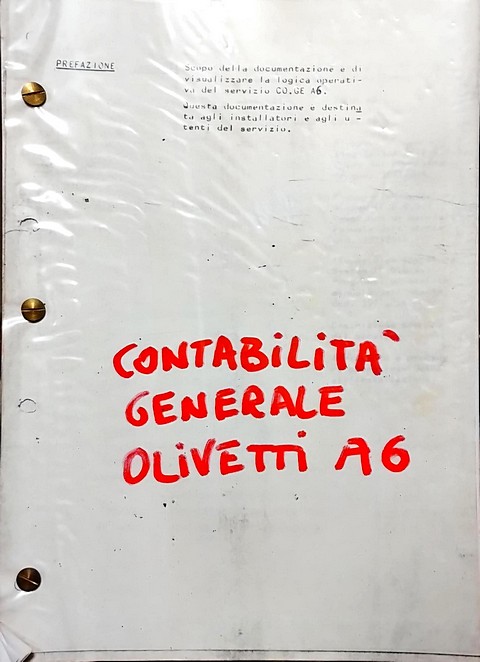 PREFAZIONE
Scopo della documentazione e di
visualizzare la logica operati-
va del servizio CO.GE A6.
Questa documentazione e destina
ta agli installatori e agli u -
tenti del servizio.
CONTABILITA'
GENERALE
OLIVETTI A6